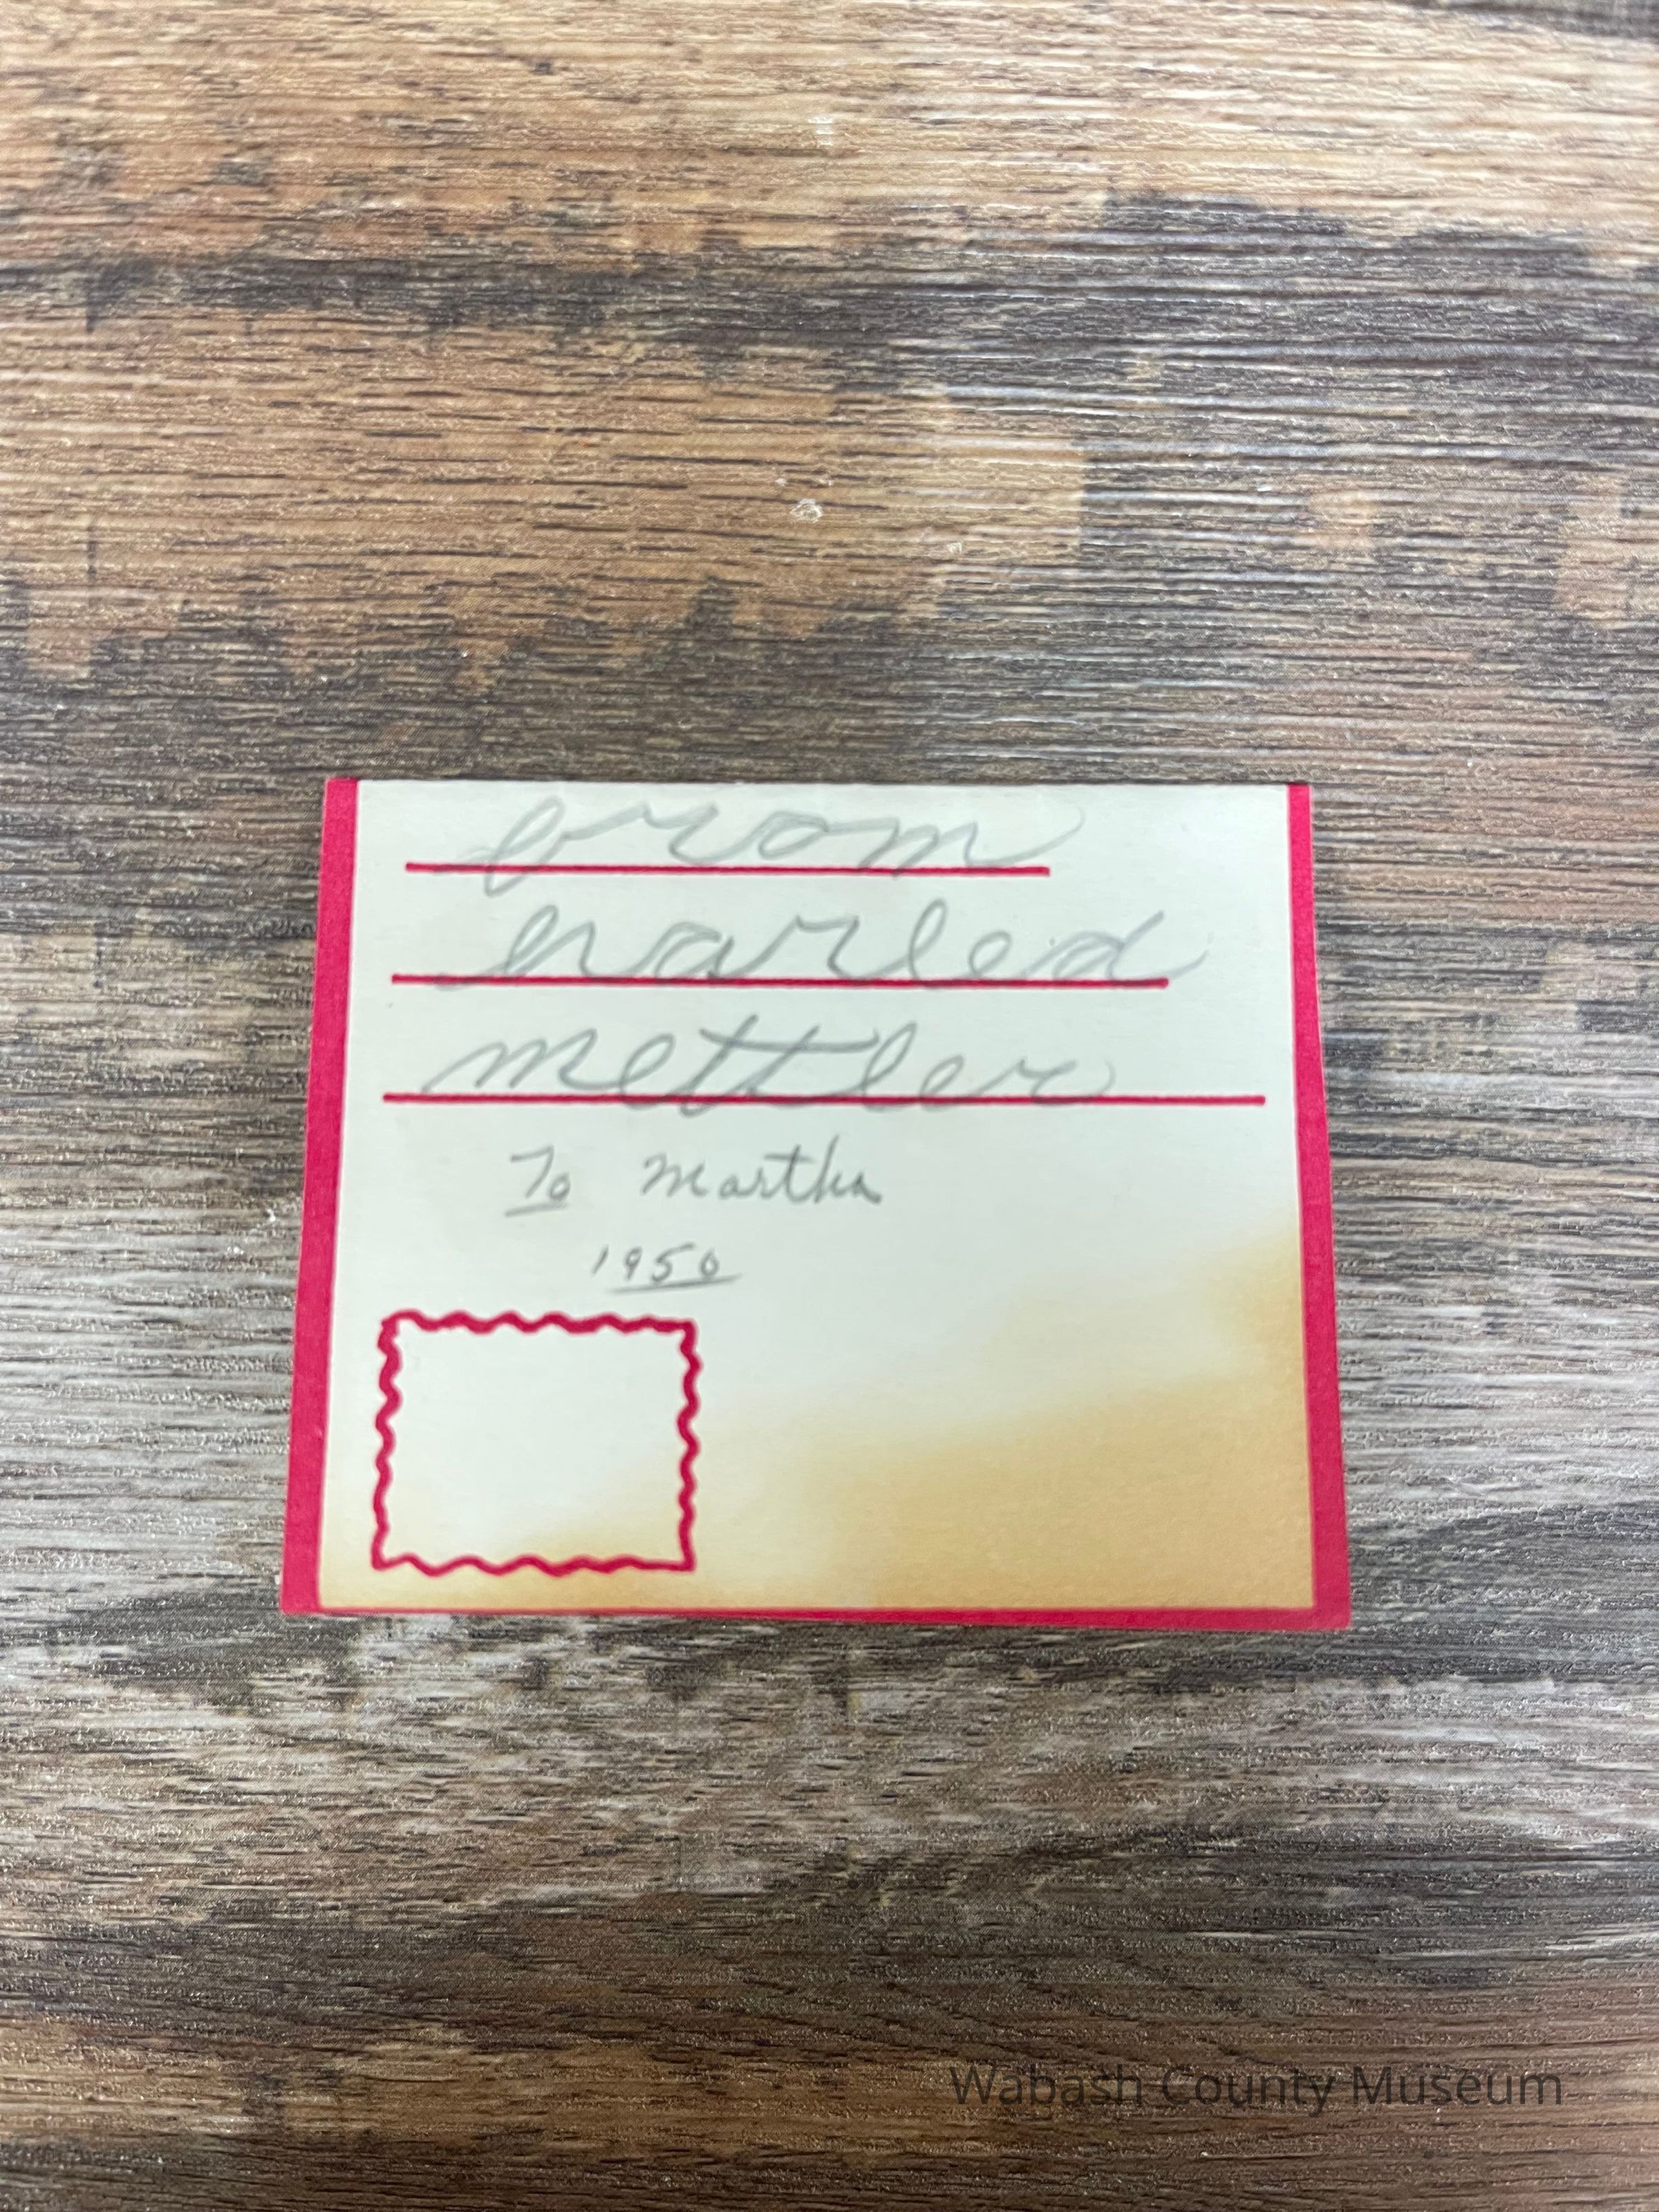 from
harled
mettler
To Martha
1950
Wabash County Museum